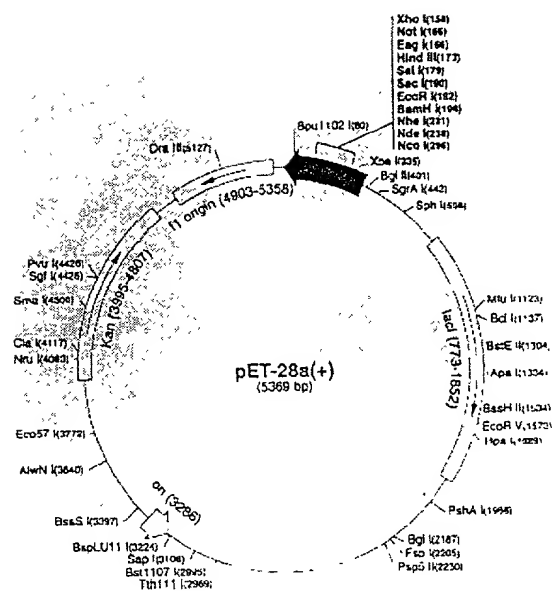 Xho I(158)
Not I(166)
Eag I(166)
Hind III(173)
Sal I(179)
Sac I(190)
EcoR I(192)
BamH I(198)
Nhe I(231)
Nde I(238)
Nco I(296)
Bpu1102 I(80)
Dra III(5127)
Xba I(335)
Bgl II(401)
SgrA I(442)
Sph I(598)
f1 origin (4903-5358)
Pvu I(4426)
Sgf I(4426)
Sma I(4300)
Kan (3995-4807)
Cla I(4117)
Nru I(4083)
Mlu I(1123)
Bcl I(1137)
BstE II(1304)
Apa I(1334)
lacI (773-1852)
pET-28a(+)
(5369 bp)
BssH II(1534)
EcoR V(1573)
Hpa I(1629)
Eco57 I(3772)
AlwN I(3640)
ori (3286)
BssS I(3397)
BspLU11 I(3224)
Sap I(3108)
Bst1107 I(2995)
Tth111 I(2969)
PshA I(1968)
Bgl I(2187)
Fsp I(2205)
Psp5 II(2230)